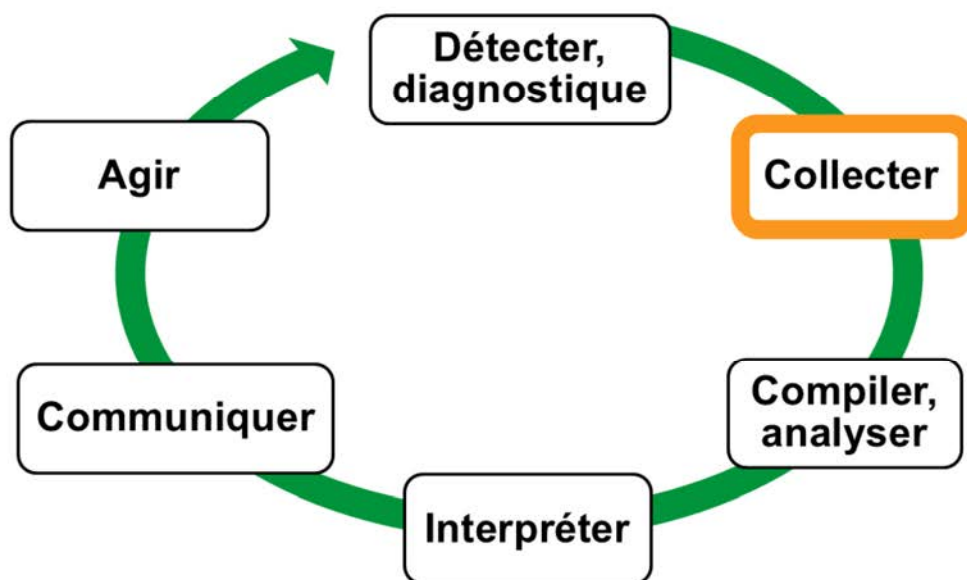 Détecter,
diagnostique
Collecter
Compiler,
analyser
Interpréter
Communiquer
Agir